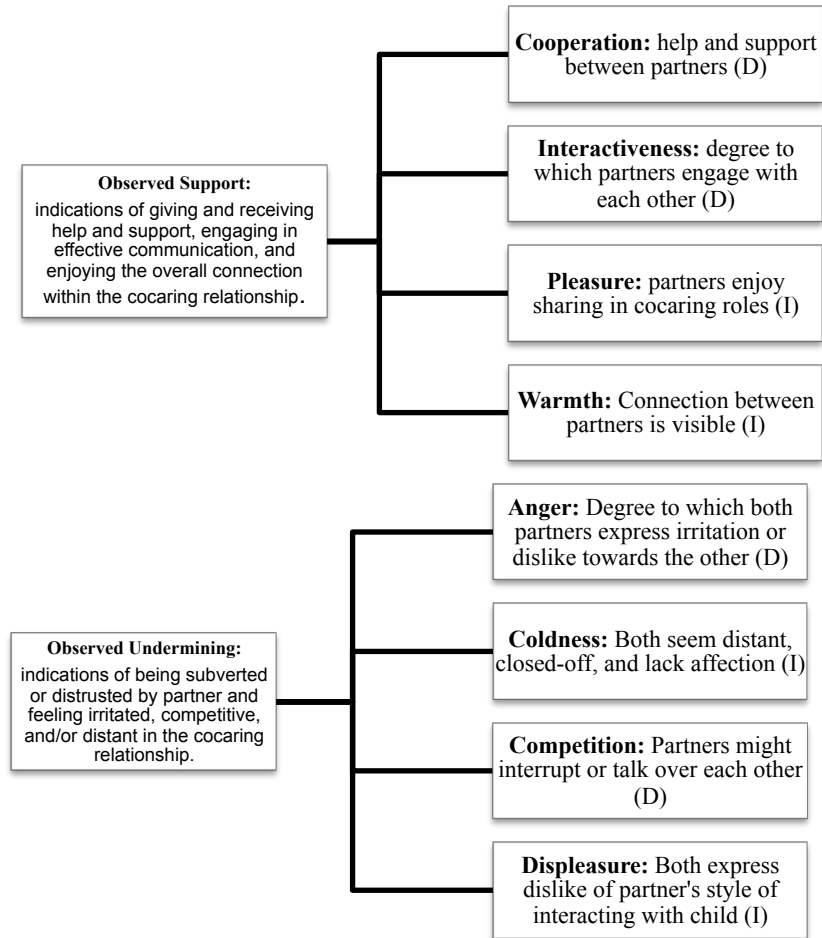 Observed Support:
indications of giving and receiving
help and support, engaging in
effective communication, and
enjoying the overall connection
within the cocaring relationship.
Cooperation: help and support
between partners (D)
Interactiveness: degree to
which partners engage with
each other (D)
Pleasure: partners enjoy
sharing in cocaring roles (I)
Warmth: Connection between
partners is visible (I)
Observed Undermining:
indications of being subverted
or distrusted by partner and
feeling irritated, competitive,
and/or distant in the cocaring
relationship.
Anger: Degree to which both
partners express irritation or
dislike towards the other (D)
Coldness: Both seem distant,
closed-off, and lack affection (I)
Competition: Partners might
interrupt or talk over each other
(D)
Displeasure: Both express
dislike of partner's style of
interacting with child (I)